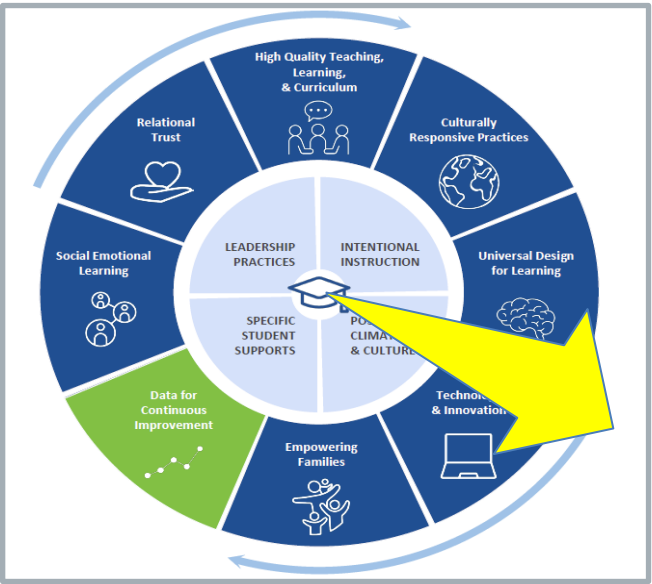 High Quality Teaching,
Learning,
& Curriculum
Culturally
Responsive Practices
Universal Design
for Learning
& Innovation
Empowering
Families
Data for
Continuous
Improvement
Social Emotional
Learning
Relational
Trust
LEADERSHIP
PRACTICES
INTENTIONAL
INSTRUCTION
SPECIFIC
STUDENT
SUPPORTS
& CULTURE